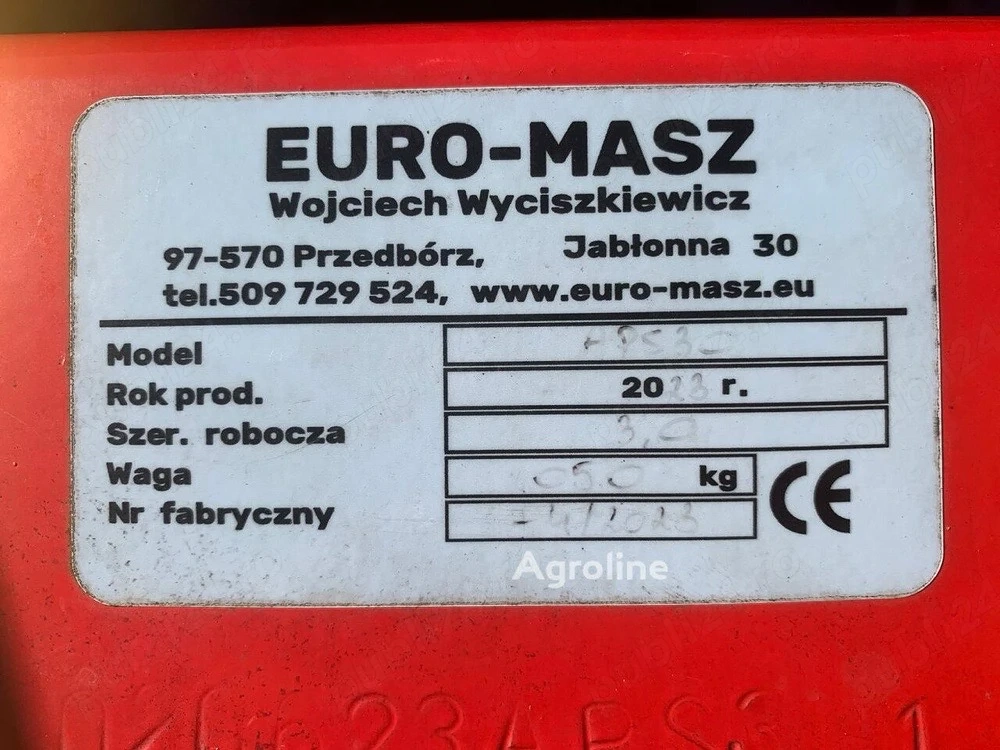 EURO-MASZ
Wojciech Wyciszkiewicz
97-570 Przedbórz, Jabłonna 30
tel.509 729 524, www.euro-masz.eu
Model
Rok prod. 2023 r.
Szer. robocza 3,0
Waga kg
Nr fabryczny
CE
Agroline